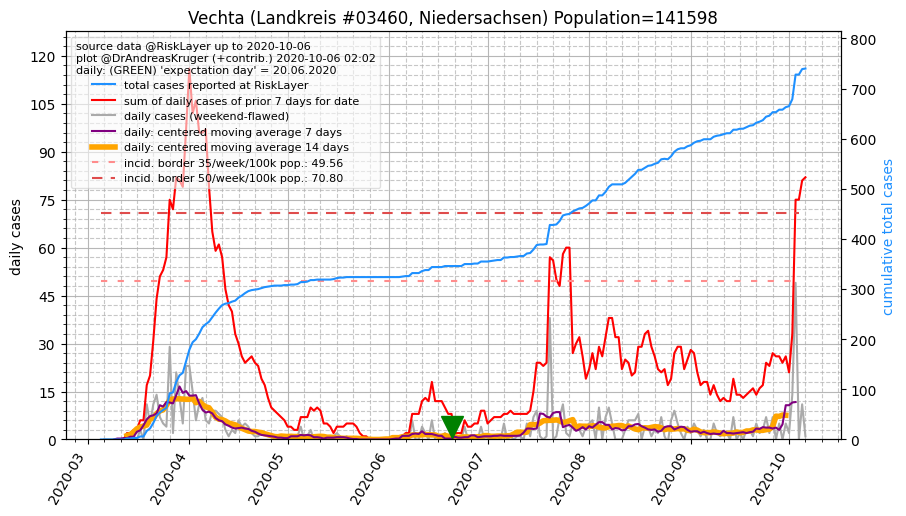 Vechta (Landkreis #03460, Niedersachsen) Population=141598
source data @RiskLayer up to 2020-10-06
plot @DrAndreasKruger (+contrib.) 2020-10-06 02:02
daily: (GREEN) 'expectation day' = 20.06.2020
total cases reported at RiskLayer
sum of daily cases of prior 7 days for date
daily cases (weekend-flawed)
daily: centered moving average 7 days
daily: centered moving average 14 days
incid. border 35/week/100k pop.: 49.56
incid. border 50/week/100k pop.: 70.80
daily cases
120
105
90
75
60
45
30
15
0
800
700
600
500
400
300
200
100
0
cumulative total cases
2020-03
2020-04
2020-05
2020-06
2020-07
2020-08
2020-09
2020-10